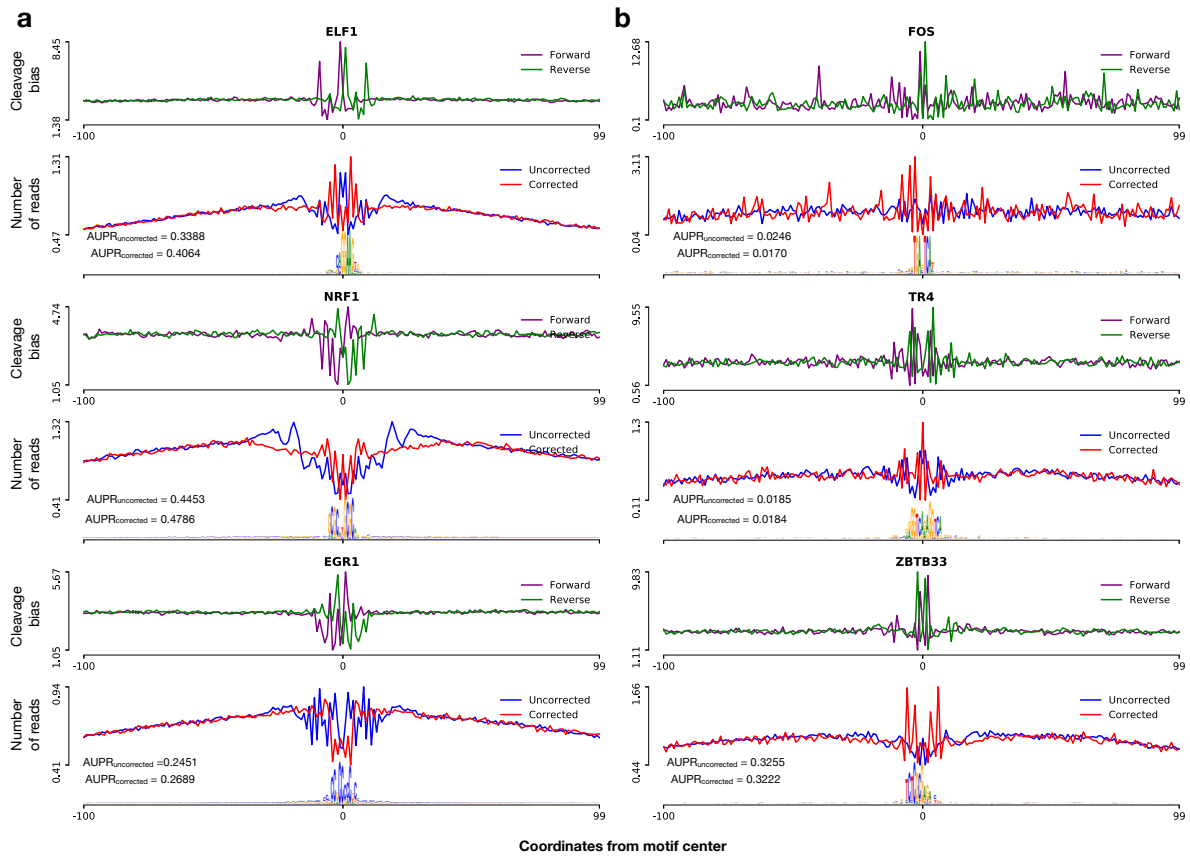 a
ELF1
Cleavage
bias
8.45
1.38
Forward
Reverse
-100
0
99
Number
of reads
1.31
0.47
Uncorrected
Corrected
AUPRuncorrected = 0.3388
AUPRcorrected = 0.4064
NRF1
Cleavage
bias
4.74
1.05
Forward
Reverse
-100
0
99
Number
of reads
1.32
0.41
Uncorrected
Corrected
AUPRuncorrected = 0.4453
AUPRcorrected = 0.4786
EGR1
Cleavage
bias
5.67
1.05
Forward
Reverse
-100
0
99
Number
of reads
0.94
0.41
Uncorrected
Corrected
AUPRuncorrected =0.2451
AUPRcorrected = 0.2689
-100
0
99
b
FOS
12.68
0.1
Forward
Reverse
-100
0
99
3.11
0.04
Uncorrected
Corrected
AUPRuncorrected = 0.0246
AUPRcorrected = 0.0170
TR4
9.55
0.56
Forward
Reverse
-100
0
99
1.3
0.11
Uncorrected
Corrected
AUPRuncorrected = 0.0185
AUPRcorrected = 0.0184
ZBTB33
9.83
1.11
Forward
Reverse
-100
0
99
1.66
0.44
Uncorrected
Corrected
AUPRuncorrected = 0.3255
AUPRcorrected = 0.3222
-100
0
99
Coordinates from motif center